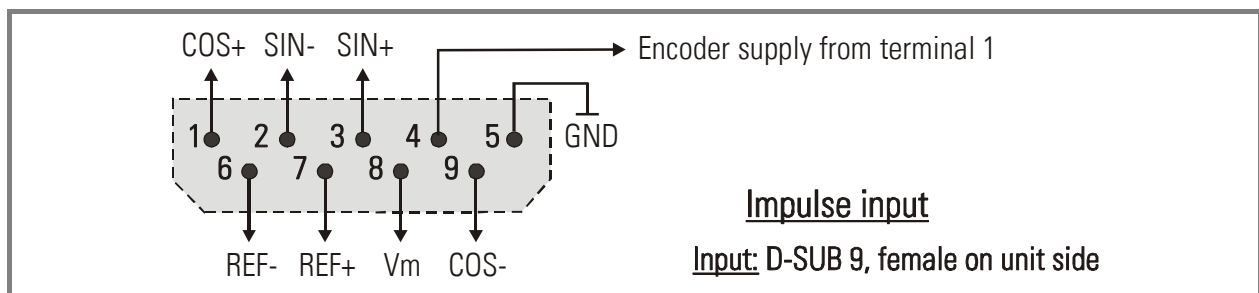 COS+ SIN- SIN+
Encoder supply from terminal 1
1 2 3 4 5 GND
6 7 8 9
REF- REF+ Vm COS-
Impulse input
Input: D-SUB 9, female on unit side